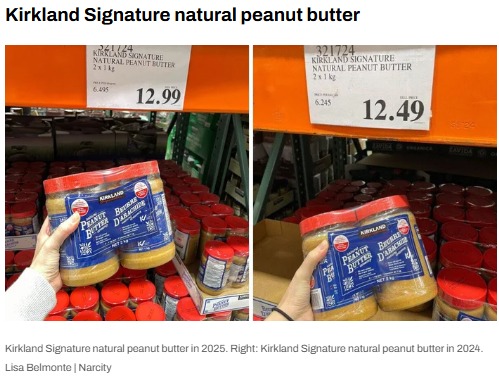 Kirkland Signature natural peanut butter
321724
KIRKLAND SIGNATURE
NATURAL PEANUT BUTTER
2 x 1 kg
6.495
12.99
KIRKLAND
PEANUT
BUTTER
BEURRE
D'ARACHIDE
321724
KIRKLAND SIGNATURE
NATURAL PEANUT BUTTER
2 x 1 kg
6.245
12.49
KIRKLAND
PEANUT
BUTTER
BEURRE
D'ARACHIDE
Kirkland Signature natural peanut butter in 2025. Right: Kirkland Signature natural peanut butter in 2024.
Lisa Belmonte | Narcity